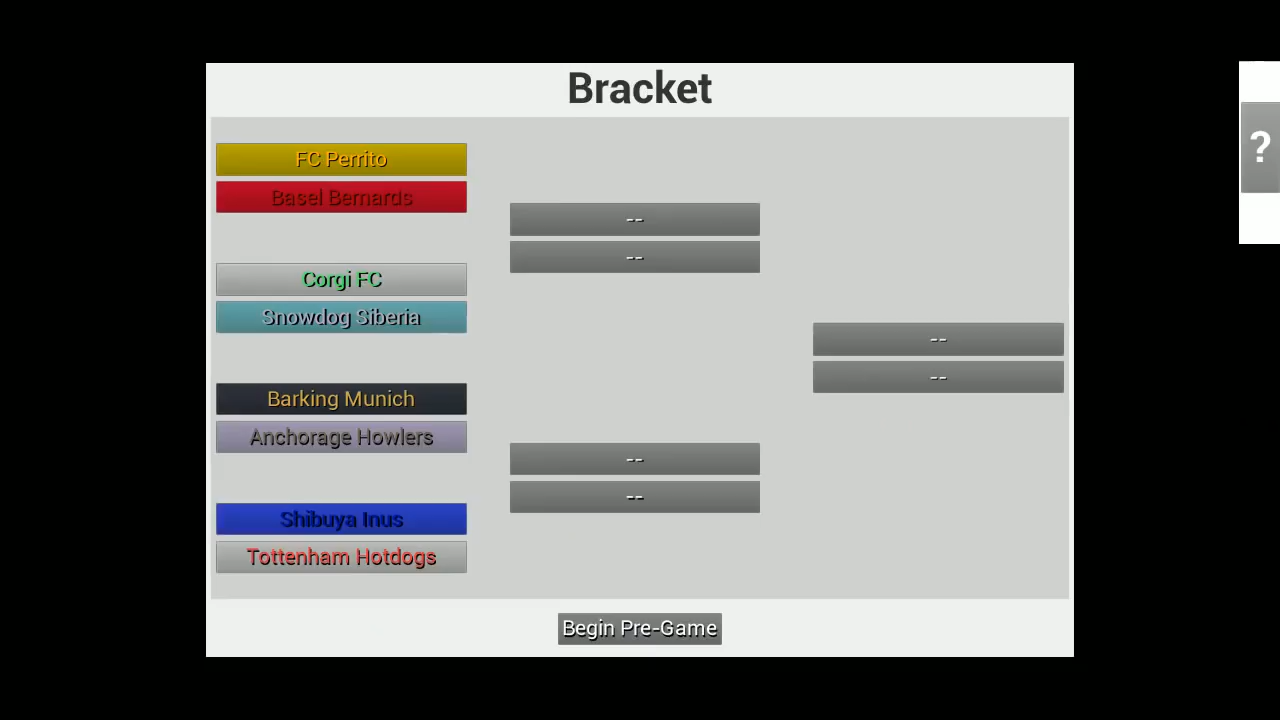 Bracket
?
FC Perrito
Basel Bernards
--
--
Corgi FC
Snowdog Siberia
--
--
Barking Munich
Anchorage Howlers
--
--
Shibuya Inus
Tottenham Hotdogs
Begin Pre-Game